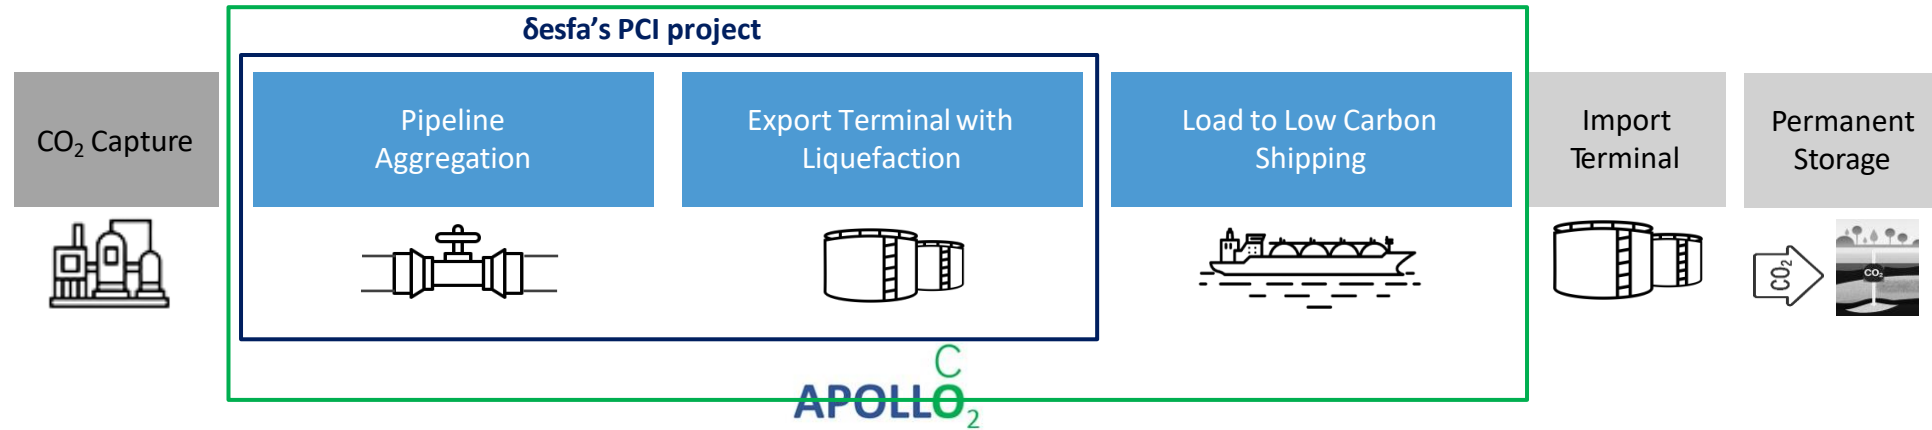 δesfa’s PCI project
CO₂ Capture
Pipeline
Aggregation
Export Terminal with
Liquefaction
Load to Low Carbon
Shipping
Import
Terminal
Permanent
Storage
CO₂
CO₂
C
APOLLO₂